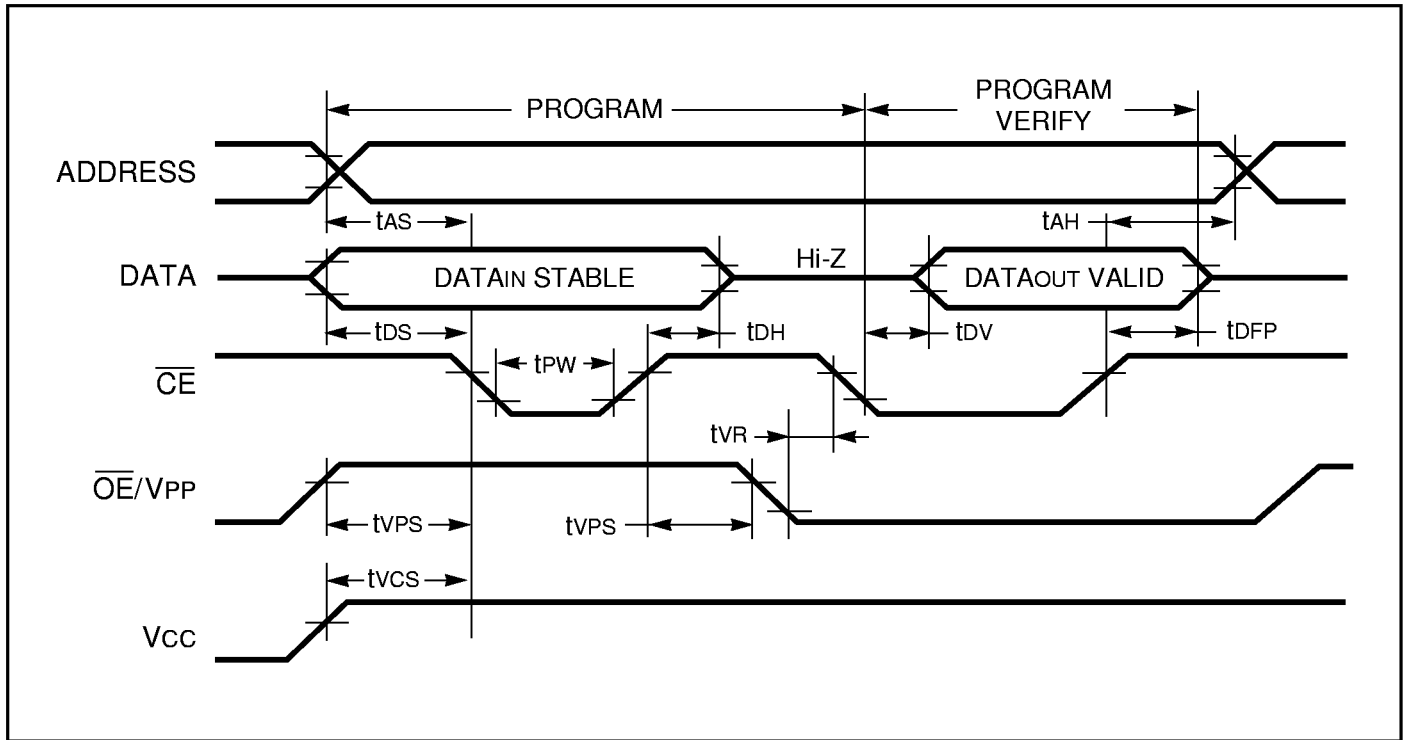 PROGRAM
PROGRAM
VERIFY
ADDRESS
tAS
tAH
DATA
DATAIN STABLE
Hi-Z
DATAOUT VALID
tDS
tDH
tDV
tDFP
CE
tPW
tVR
OE/VPP
tVPS
tVPS
tVCS
VCC